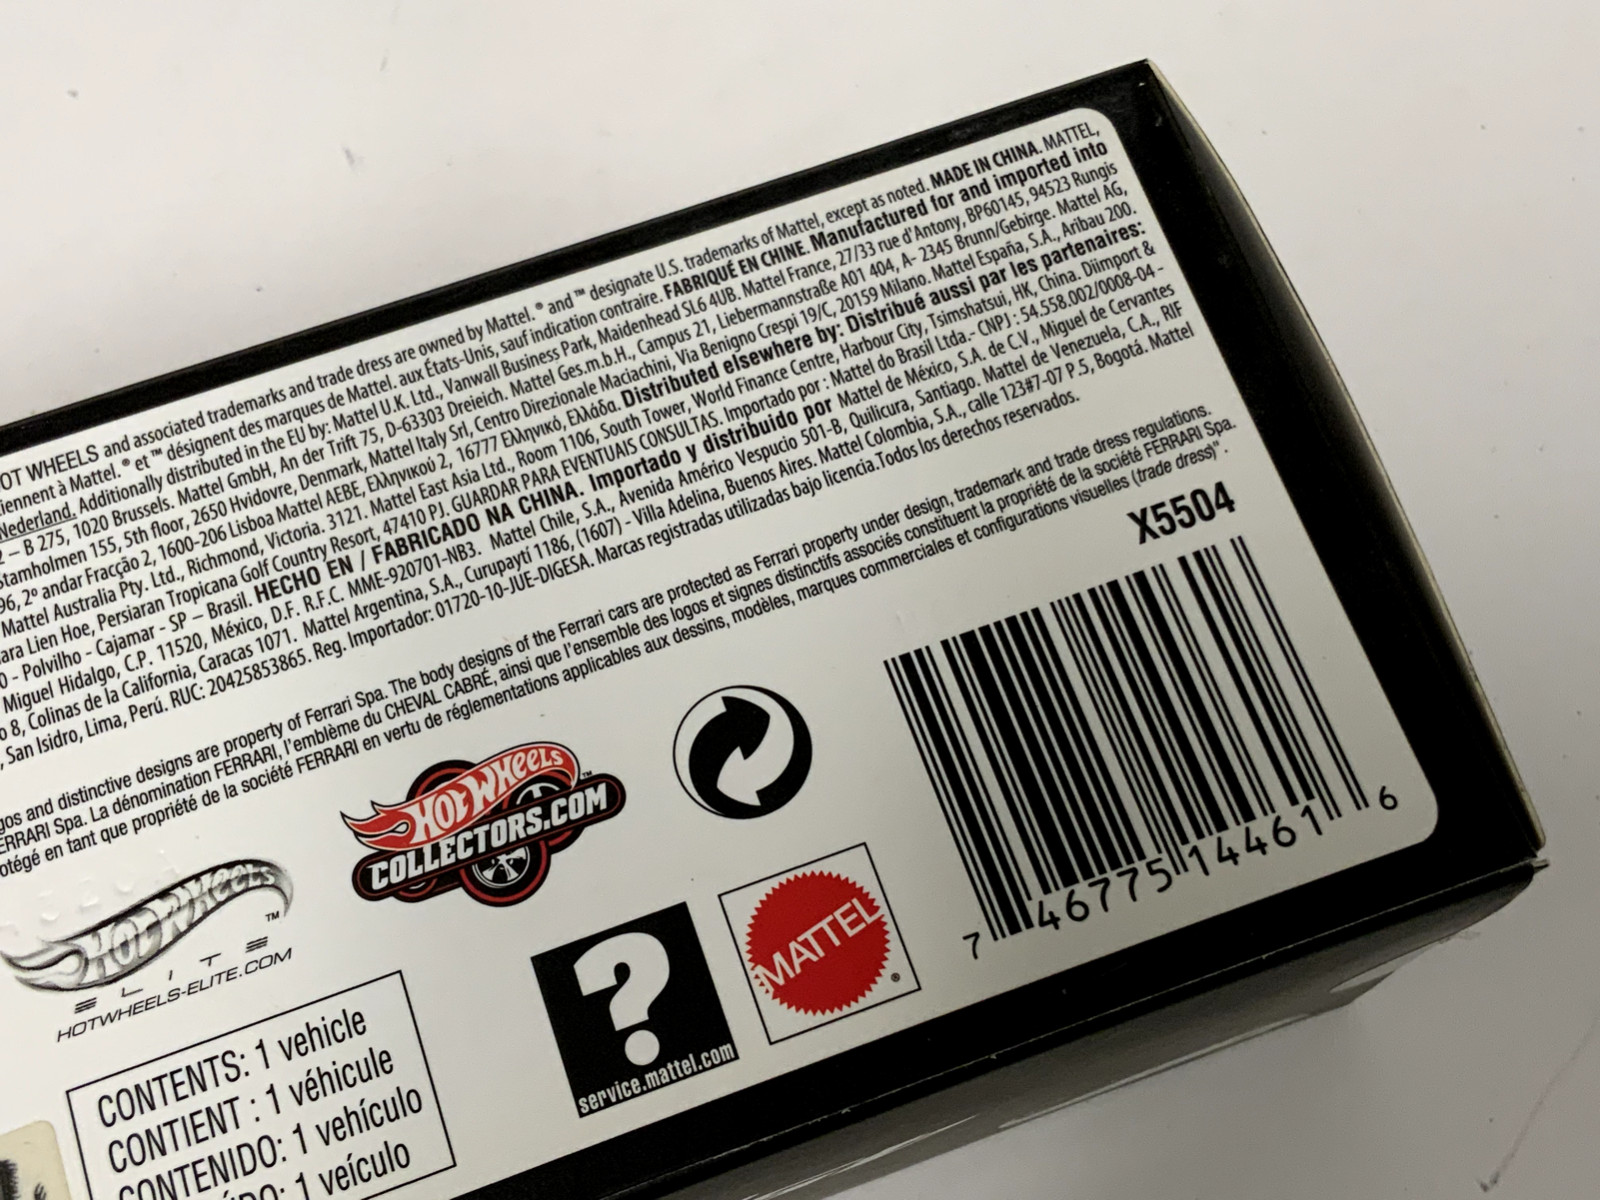 OT WHEELS and associated trademarks and trade dress are owned by Mattel. ® and ™ designate U.S. trademarks of Mattel, except as noted. MADE IN CHINA. MATTEL,
tiennent à Mattel. ® et ™ désignent des marques de Mattel. aux États-Unis, sauf indication contraire. FABRIQUÉ EN CHINE. Manufactured for and imported into
Nederland. Additionally distributed in the EU by: Mattel U.K. Ltd., Vanwall Business Park, Maidenhead SL6 4UB. Mattel France, 27/33 rue d'Antony, BP60145, 94523 Rungis
2 – B 275, 1020 Brussels. Mattel GmbH, An der Trift 75, D-63303 Dreieich. Mattel Ges.m.b.H., Campus 21, Liebermannstraße A01 404, A- 2345 Brunn/Gebirge. Mattel AG,
Stamholmen 155, 5th floor, 2650 Hvidovre, Denmark, Mattel Italy Srl, Centro Direzionale Maciachini, Via Benigno Crespi 19/C, 20159 Milano. Mattel España, S.A., Aribau 200.
96, 2º andar Fracção 2, 1600-206 Lisboa Mattel AEBE, Ελληνικού 2, 16777 Ελληνικό, Ελλάδα. Distributed elsewhere by: Distribué aussi par les partenaires:
Mattel Australia Pty. Ltd., Richmond, Victoria. 3121. Mattel East Asia Ltd., Room 1106, South Tower, World Finance Centre, Harbour City, Tsimshatsui, HK, China. Diimport &
ara Lien Hoe, Persiaran Tropicana Golf Country Resort, 47410 PJ. GUARDAR PARA EVENTUAIS CONSULTAS. Importado por : Mattel do Brasil Ltda.- CNPJ : 54.558.002/0008-04 -
0 - Polvilho - Cajamar - SP – Brasil. HECHO EN / FABRICADO NA CHINA. Importado y distribuido por Mattel de México, S.A. de C.V., Miguel de Cervantes
Miguel Hidalgo, C.P. 11520, México, D.F. R.F.C. MME-920701-NB3. Mattel Chile, S.A., Avenida Américo Vespucio 501-B, Quilicura, Santiago. Mattel de Venezuela, C.A., RIF
o 8, Colinas de la California, Caracas 1071. Mattel Argentina, S.A., Curupaytí 1186, (1607) - Villa Adelina, Buenos Aires. Mattel Colombia, S.A., calle 123#7-07 P.5, Bogotá. Mattel
, San Isidro, Lima, Perú. RUC: 20425853865. Reg. Importador: 01720-10-JUE-DIGESA. Marcas registradas utilizadas bajo licencia.Todos los derechos reservados.
gos and distinctive designs are property of Ferrari Spa. The body designs of the Ferrari cars are protected as Ferrari property under design, trademark and trade dress regulations.
ERRARI Spa. La dénomination FERRARI, l'emblème du CHEVAL CABRÉ, ainsi que l'ensemble des logos et signes distinctifs associés constituent la propriété de la société FERRARI Spa.
otégé en tant que propriété de la société FERRARI en vertu de réglementations applicables aux dessins, modèles, marques commerciales et configurations visuelles (trade dress)".
X5504
7 46775 14461 6
HOT WHEELS ™
COLLECTORS.COM
HOT WHEELS ™
ELITE
HOTWHEELS-ELITE.COM
?
service.mattel.com
MATTEL ®
CONTENTS: 1 vehicle
CONTIENT : 1 véhicule
CONTENIDO: 1 vehículo
ÚDO: 1 veículo